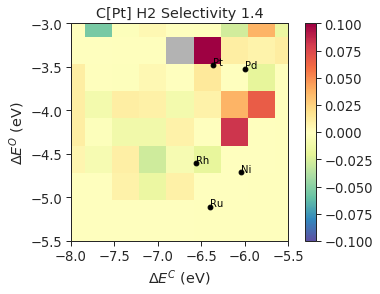 C[Pt] H2 Selectivity 1.4
−3.0
−3.5
−4.0
−4.5
−5.0
−5.5
ΔE^O (eV)
Pt
Pd
Rh
Ni
Ru
−8.0 −7.5 −7.0 −6.5 −6.0 −5.5
ΔE^C (eV)
0.100
0.075
0.050
0.025
0.000
−0.025
−0.050
−0.075
−0.100